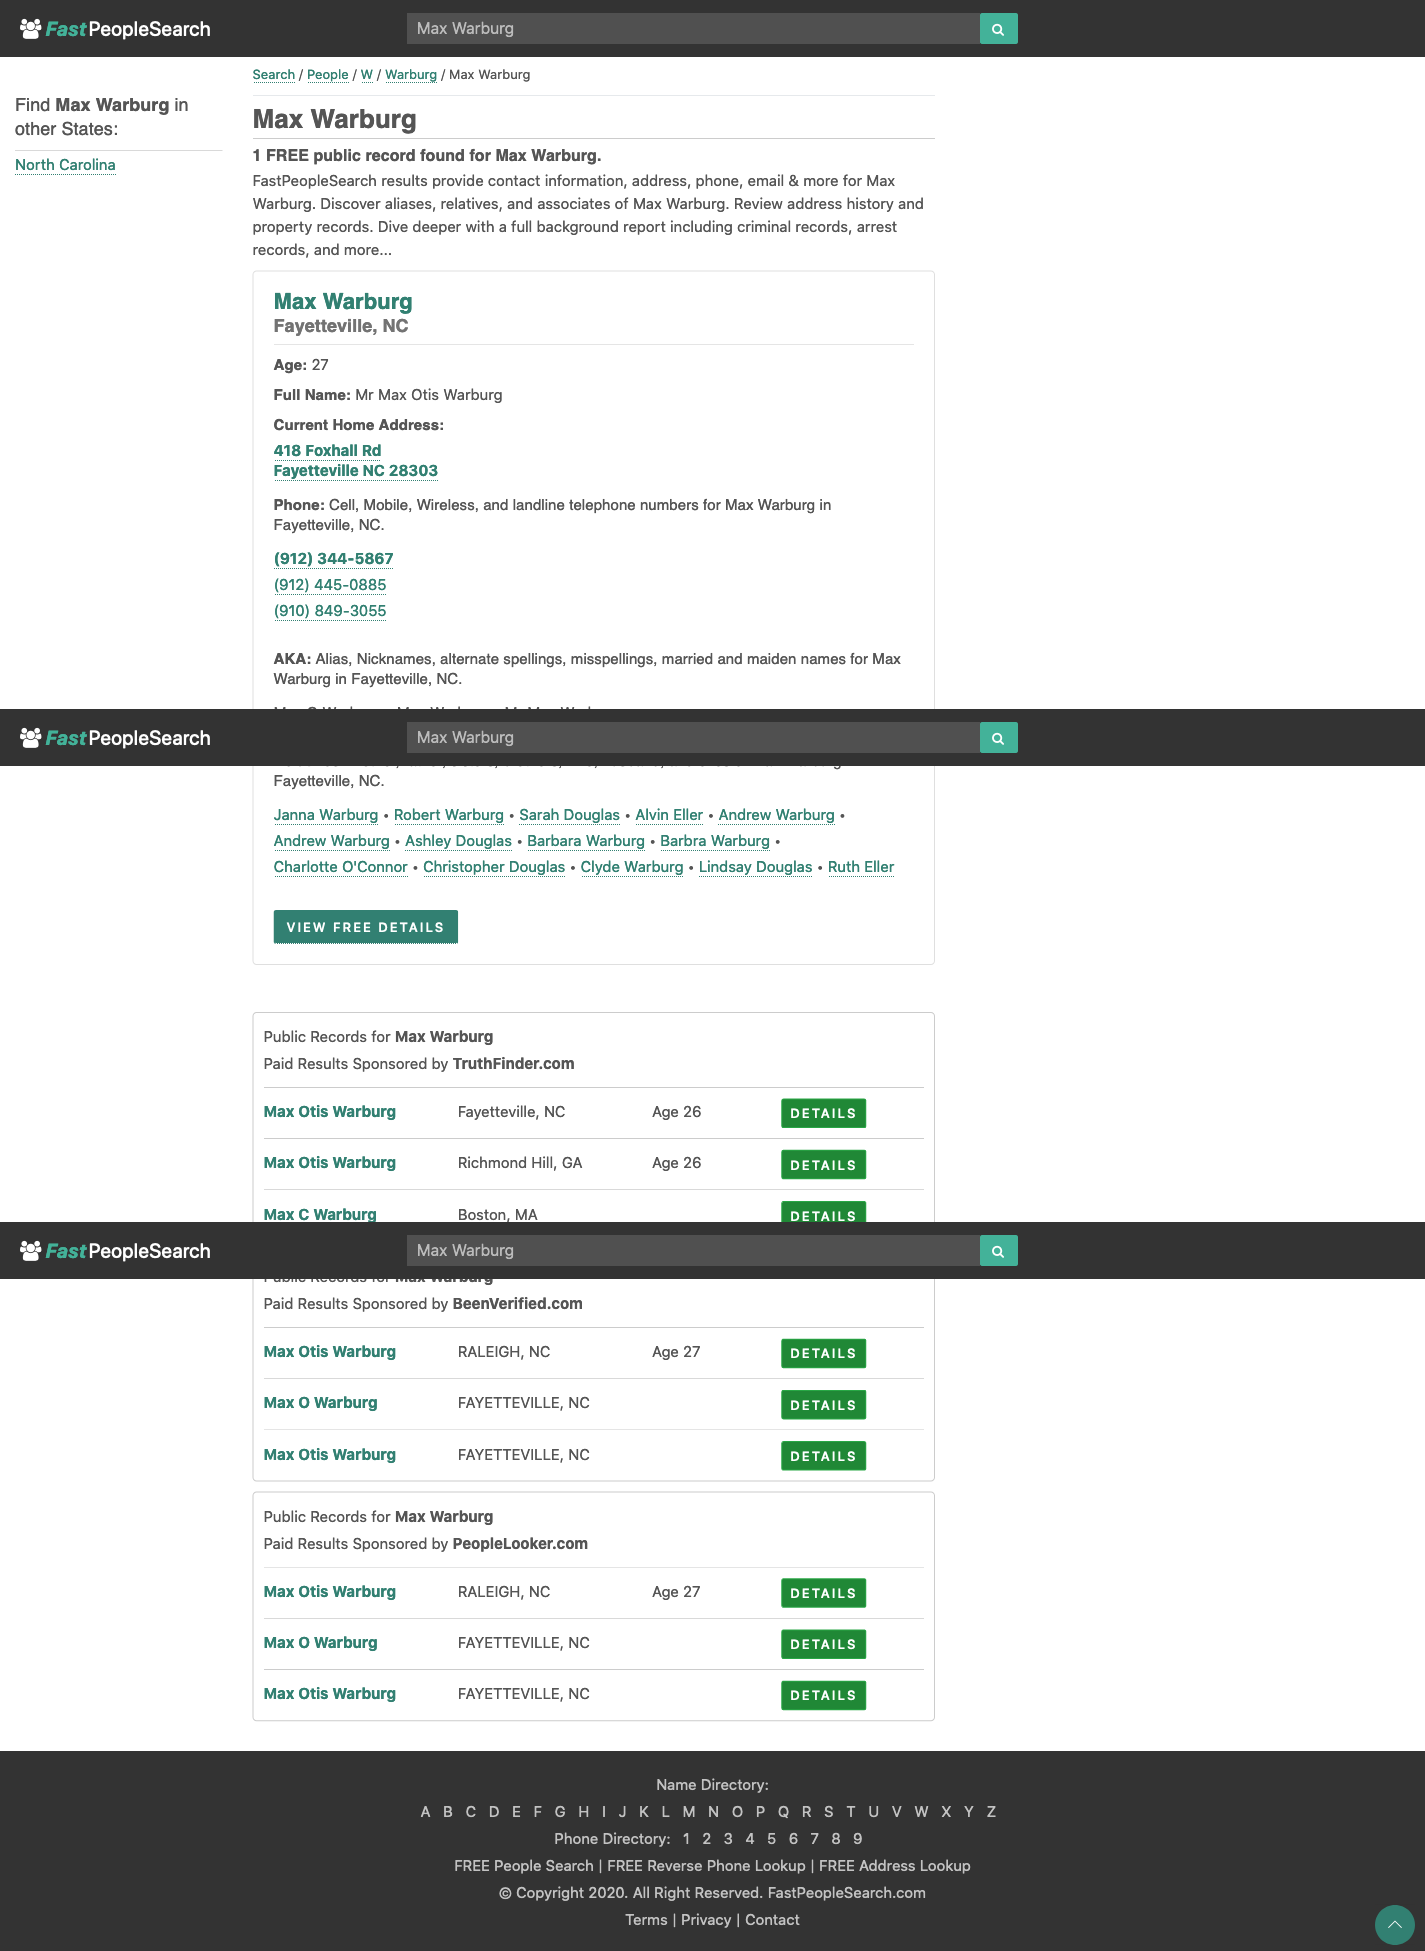 FastPeopleSearch
Max Warburg
Search / People / W / Warburg / Max Warburg
Find Max Warburg in
other States:
North Carolina
Max Warburg
1 FREE public record found for Max Warburg.
FastPeopleSearch results provide contact information, address, phone, email & more for Max
Warburg. Discover aliases, relatives, and associates of Max Warburg. Review address history and
property records. Dive deeper with a full background report including criminal records, arrest
records, and more...
Max Warburg
Fayetteville, NC
Age: 27
Full Name: Mr Max Otis Warburg
Current Home Address:
418 Foxhall Rd
Fayetteville NC 28303
Phone: Cell, Mobile, Wireless, and landline telephone numbers for Max Warburg in
Fayetteville, NC.
(912) 344-5867
(912) 445-0885
(910) 849-3055
AKA: Alias, Nicknames, alternate spellings, misspellings, married and maiden names for Max
Warburg in Fayetteville, NC.
FastPeopleSearch
Max Warburg
Fayetteville, NC.
Janna Warburg • Robert Warburg • Sarah Douglas • Alvin Eller • Andrew Warburg •
Andrew Warburg • Ashley Douglas • Barbara Warburg • Barbra Warburg •
Charlotte O'Connor • Christopher Douglas • Clyde Warburg • Lindsay Douglas • Ruth Eller
VIEW FREE DETAILS
Public Records for Max Warburg
Paid Results Sponsored by TruthFinder.com
Max Otis Warburg Fayetteville, NC Age 26 DETAILS
Max Otis Warburg Richmond Hill, GA Age 26 DETAILS
Max C Warburg Boston, MA DETAILS
FastPeopleSearch
Max Warburg
Public Records for Max Warburg
Paid Results Sponsored by BeenVerified.com
Max Otis Warburg RALEIGH, NC Age 27 DETAILS
Max O Warburg FAYETTEVILLE, NC DETAILS
Max Otis Warburg FAYETTEVILLE, NC DETAILS
Public Records for Max Warburg
Paid Results Sponsored by PeopleLooker.com
Max Otis Warburg RALEIGH, NC Age 27 DETAILS
Max O Warburg FAYETTEVILLE, NC DETAILS
Max Otis Warburg FAYETTEVILLE, NC DETAILS
Name Directory:
A B C D E F G H I J K L M N O P Q R S T U V W X Y Z
Phone Directory: 1 2 3 4 5 6 7 8 9
FREE People Search | FREE Reverse Phone Lookup | FREE Address Lookup
© Copyright 2020. All Right Reserved. FastPeopleSearch.com
Terms | Privacy | Contact